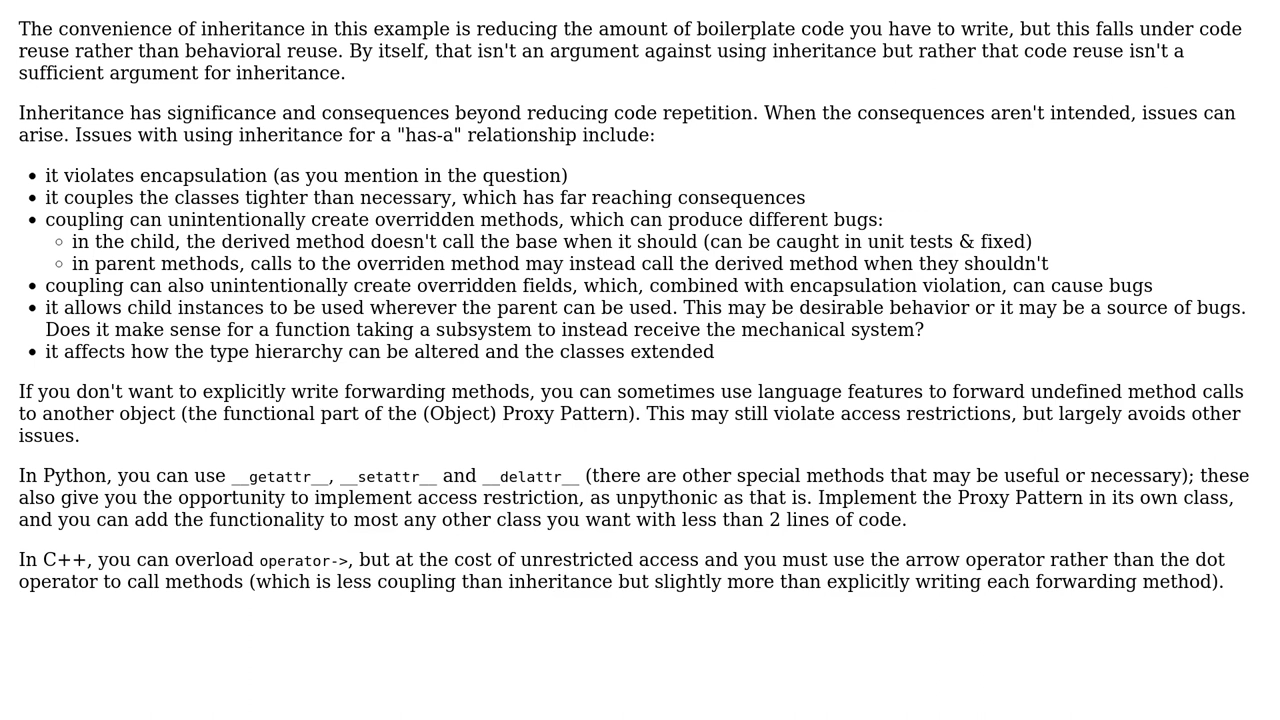 The convenience of inheritance in this example is reducing the amount of boilerplate code you have to write, but this falls under code
reuse rather than behavioral reuse. By itself, that isn't an argument against using inheritance but rather that code reuse isn't a
sufficient argument for inheritance.
Inheritance has significance and consequences beyond reducing code repetition. When the consequences aren't intended, issues can
arise. Issues with using inheritance for a "has-a" relationship include:
• it violates encapsulation (as you mention in the question)
• it couples the classes tighter than necessary, which has far reaching consequences
• coupling can unintentionally create overridden methods, which can produce different bugs:
◦ in the child, the derived method doesn't call the base when it should (can be caught in unit tests & fixed)
◦ in parent methods, calls to the overriden method may instead call the derived method when they shouldn't
• coupling can also unintentionally create overridden fields, which, combined with encapsulation violation, can cause bugs
• it allows child instances to be used wherever the parent can be used. This may be desirable behavior or it may be a source of bugs.
Does it make sense for a function taking a subsystem to instead receive the mechanical system?
• it affects how the type hierarchy can be altered and the classes extended
If you don't want to explicitly write forwarding methods, you can sometimes use language features to forward undefined method calls
to another object (the functional part of the (Object) Proxy Pattern). This may still violate access restrictions, but largely avoids other
issues.
In Python, you can use __getattr__, __setattr__ and __delattr__ (there are other special methods that may be useful or necessary); these
also give you the opportunity to implement access restriction, as unpythonic as that is. Implement the Proxy Pattern in its own class,
and you can add the functionality to most any other class you want with less than 2 lines of code.
In C++, you can overload operator->, but at the cost of unrestricted access and you must use the arrow operator rather than the dot
operator to call methods (which is less coupling than inheritance but slightly more than explicitly writing each forwarding method).